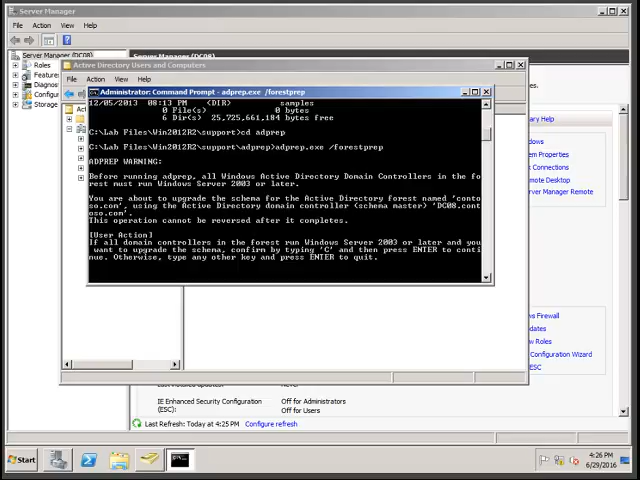 Server Manager
File Action View Help
Server Manager (DC08)
Roles
Features
Diagnos
Configur
Storage
Active Directory Users and Computers
File Action View Help
Administrator: Command Prompt - adprep.exe /forestprep
12/05/2013  08:13 PM    <DIR>          samples
0 File(s)              0 bytes
6 Dir(s)  25,725,661,184 bytes free
C:\Lab Files\Win2012R2\support>cd adprep
C:\Lab Files\Win2012R2\support\adprep>adprep.exe /forestprep
ADPREP WARNING:
Before running adprep, all Windows Active Directory Domain Controllers in the fo
rest must run Windows Server 2003 or later.
You are about to upgrade the schema for the Active Directory forest named 'conto
so.com', using the Active Directory domain controller (schema master) 'DC08.cont
oso.com'.
This operation cannot be reversed after it completes.
[User Action]
If all domain controllers in the forest run Windows Server 2003 or later and you
want to upgrade the schema, confirm by typing 'C' and then press ENTER to conti
nue. Otherwise, type any other key and press ENTER to quit.
Act
es.
ary Help
ndows
stem Properties
Connections
emote Desktop
erver Manager
ws Firewall
dates
w Roles
Configuration Wizard
ESC
IE Enhanced Security Configuration
(ESC):
Off for Administrators
Off for Users
Last Refresh: Today at 4:25 PM Configure refresh
Start
4:26 PM
6/29/2016